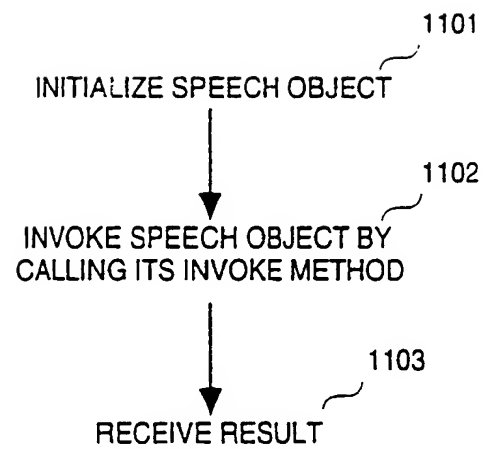 1101
INITIALIZE SPEECH OBJECT
1102
INVOKE SPEECH OBJECT BY
CALLING ITS INVOKE METHOD
1103
RECEIVE RESULT